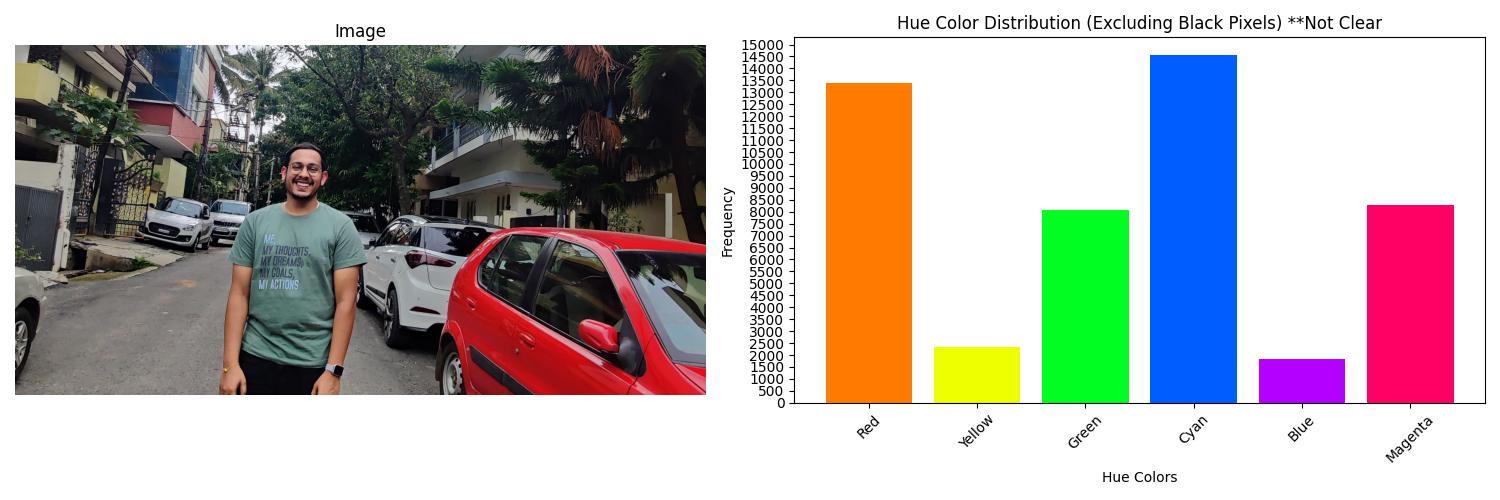 Image
ME,
MY THOUGHTS,
MY DREAMS,
MY GOALS,
MY ACTIONS
Hue Color Distribution (Excluding Black Pixels) **Not Clear
Frequency
15000
14500
14000
13500
13000
12500
12000
11500
11000
10500
10000
9500
9000
8500
8000
7500
7000
6500
6000
5500
5000
4500
4000
3500
3000
2500
2000
1500
1000
500
0
Red
Yellow
Green
Cyan
Blue
Magenta
Hue Colors